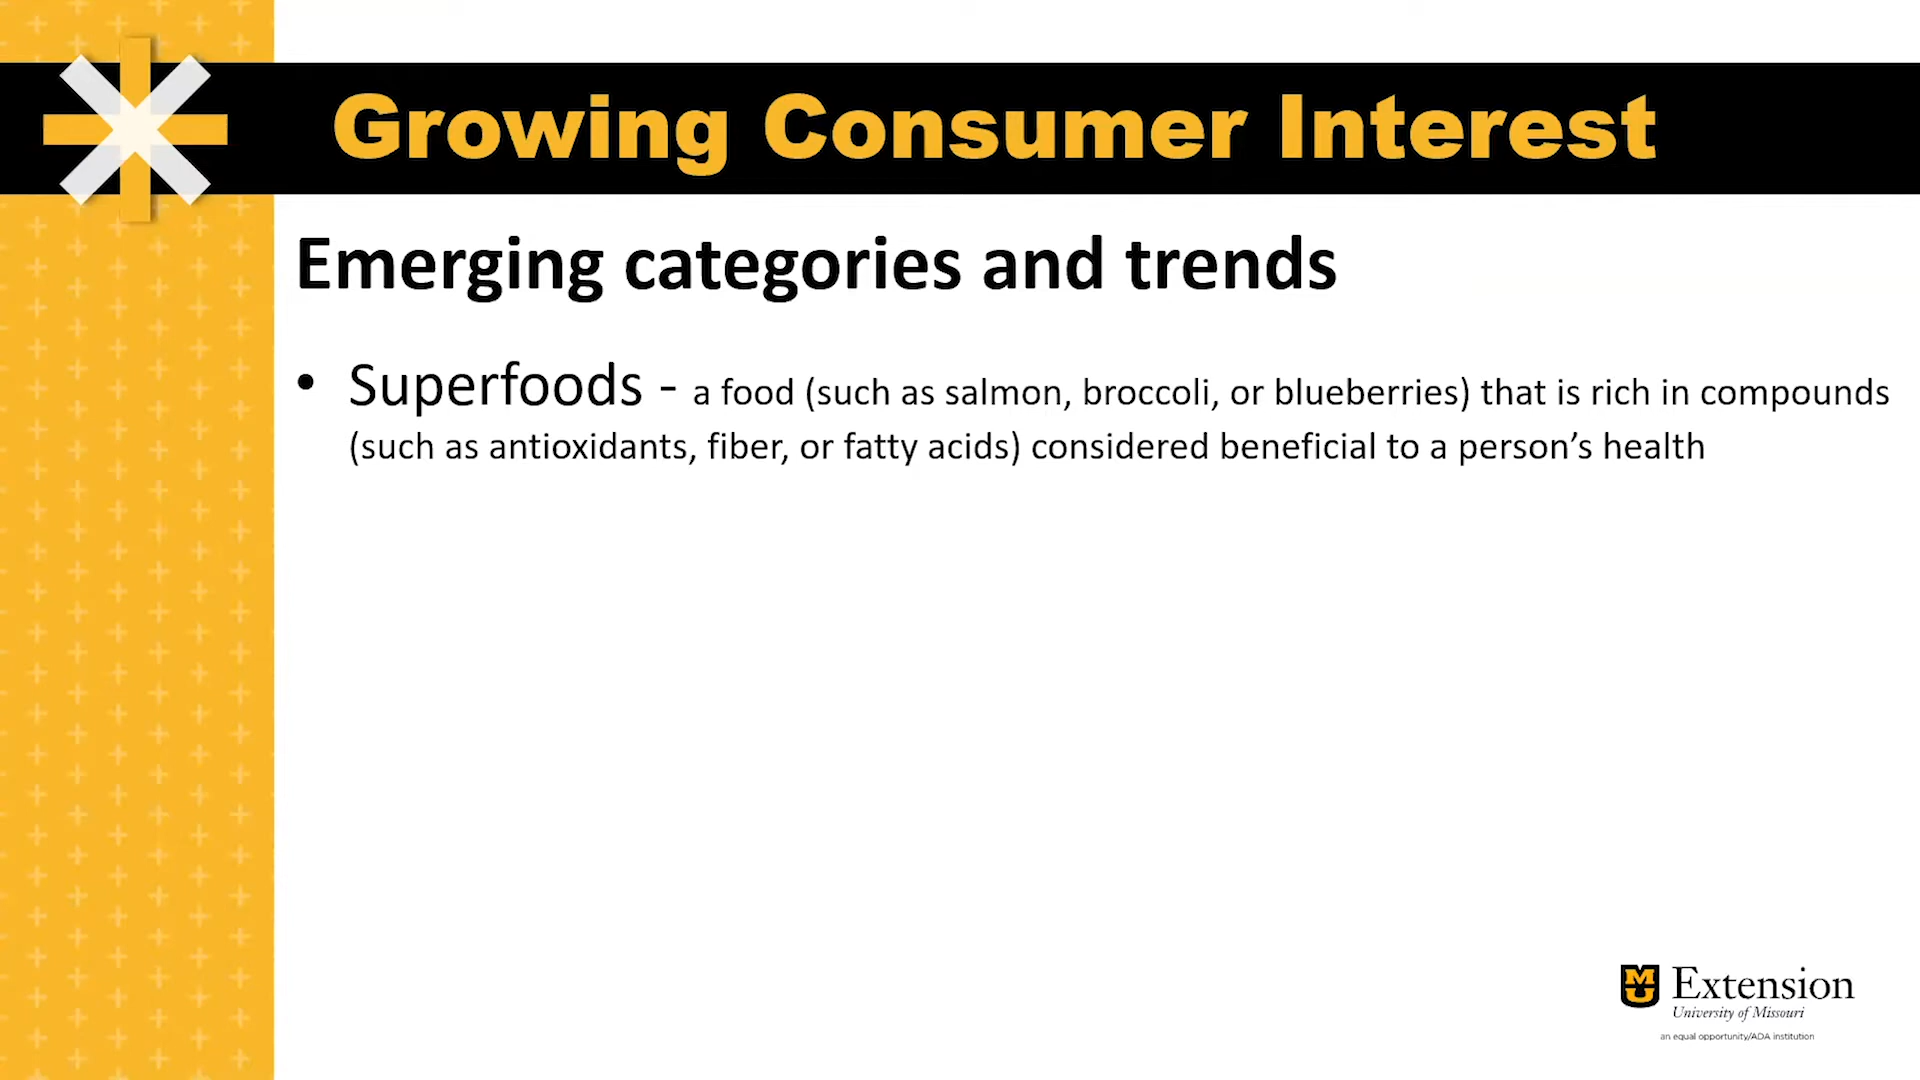 Growing Consumer Interest
Emerging categories and trends
• Superfoods - a food (such as salmon, broccoli, or blueberries) that is rich in compounds
(such as antioxidants, fiber, or fatty acids) considered beneficial to a person’s health
MU
Extension
University of Missouri
an equal opportunity/ADA institution